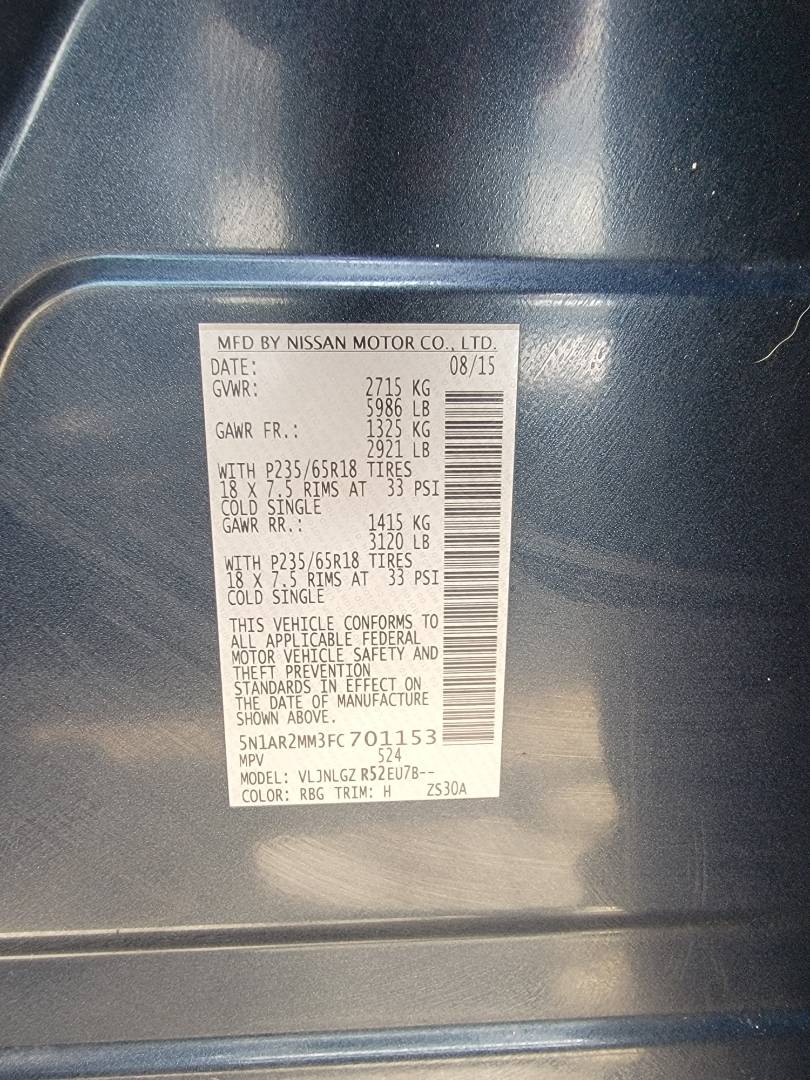 MFD BY NISSAN MOTOR CO., LTD.
DATE: 08/15
GVWR: 2715 KG
5986 LB
GAWR FR.: 1325 KG
2921 LB
WITH P235/65R18 TIRES
18 X 7.5 RIMS AT 33 PSI
COLD SINGLE
GAWR RR.: 1415 KG
3120 LB
WITH P235/65R18 TIRES
18 X 7.5 RIMS AT 33 PSI
COLD SINGLE
THIS VEHICLE CONFORMS TO
ALL APPLICABLE FEDERAL
MOTOR VEHICLE SAFETY AND
THEFT PREVENTION
STANDARDS IN EFFECT ON
THE DATE OF MANUFACTURE
SHOWN ABOVE.
5N1AR2MM3FC701153
MPV 524
MODEL: VLJNLGZ R52EU7B--
COLOR: RBG TRIM: H ZS30A